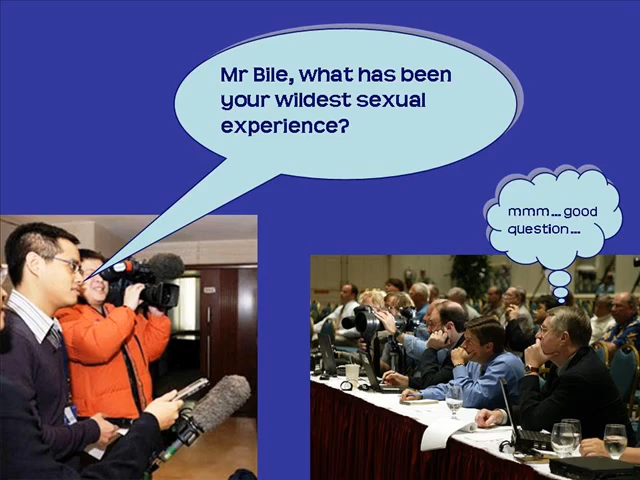 Mr Bile, what has been
your wildest sexual
experience?
mmm... good
question...